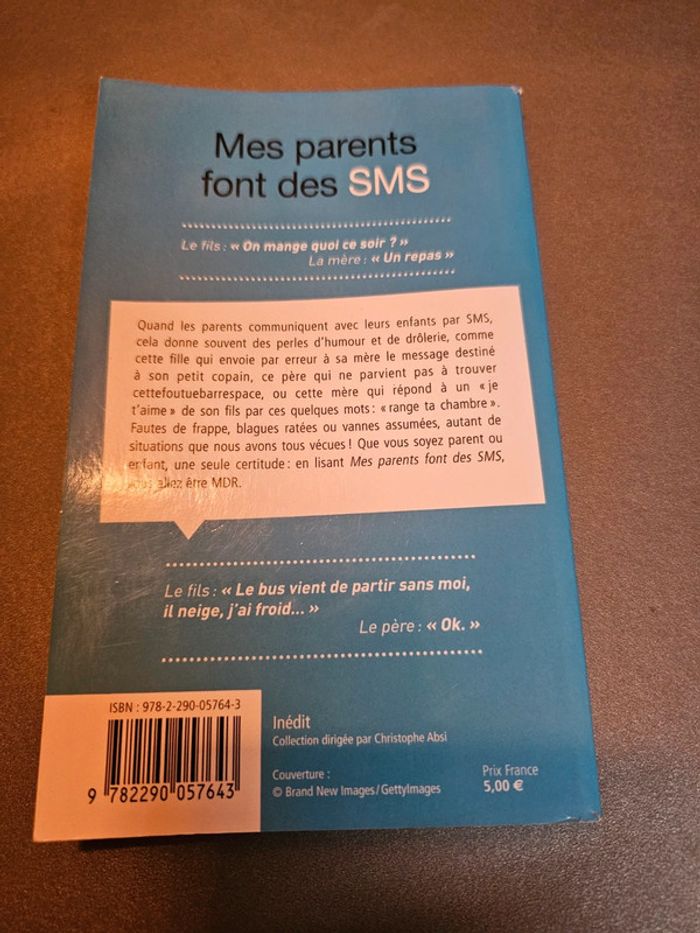 Mes parents
font des SMS
Le fils : « On mange quoi ce soir ? »
La mère : « Un repas »
Quand les parents communiquent avec leurs enfants par SMS,
cela donne souvent des perles d'humour et de drôlerie, comme
cette fille qui envoie par erreur à sa mère le message destiné
à son petit copain, ce père qui ne parvient pas à trouver
cettefoutuebarrespace, ou cette mère qui répond à un « je
t'aime » de son fils par ces quelques mots : « range ta chambre ».
Fautes de frappe, blagues ratées ou vannes assumées, autant de
situations que nous avons tous vécues ! Que vous soyez parent ou
enfant, une seule certitude : en lisant Mes parents font des SMS,
vous allez être MDR.
Le fils : « Le bus vient de partir sans moi,
il neige, j'ai froid... »
Le père : « Ok. »
ISBN : 978-2-290-05764-3
9 782290 057643
Inédit
Collection dirigée par Christophe Absi
Couverture :
© Brand New Images / GettyImages
Prix France
5,00 €